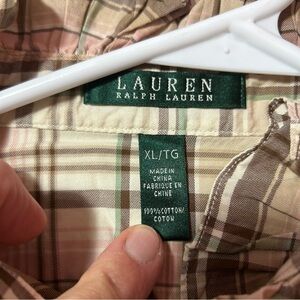 LAUREN
RALPH LAUREN
XL/TG
MADE IN
CHINA
FABRIQUE EN
CHINE
100% COTTON/
COTON